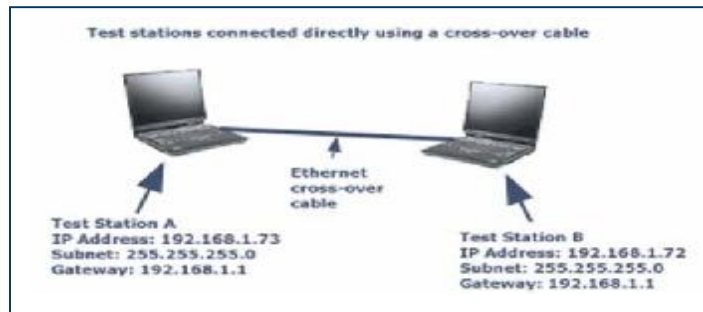 Test stations connected directly using a cross-over cable
Ethernet
cross-over
cable
Test Station A
IP Address: 192.168.1.73
Subnet: 255.255.255.0
Gateway: 192.168.1.1
Test Station B
IP Address: 192.168.1.72
Subnet: 255.255.255.0
Gateway: 192.168.1.1